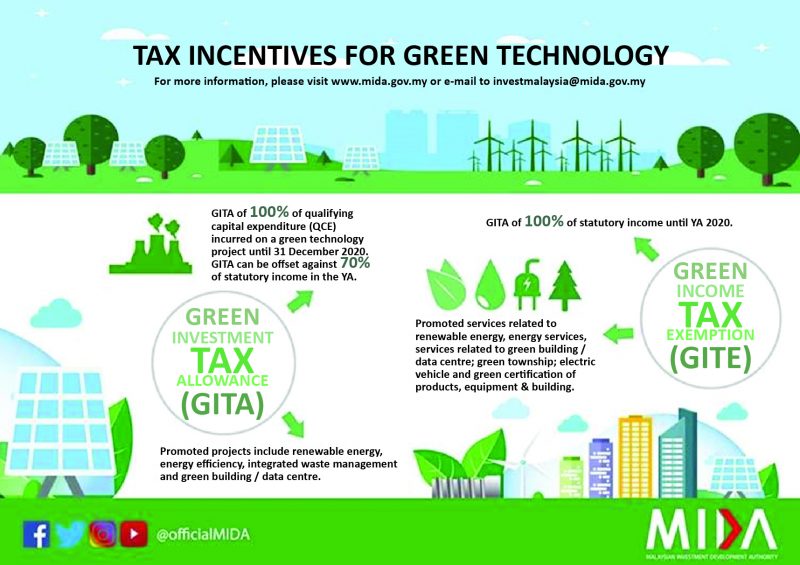 TAX INCENTIVES FOR GREEN TECHNOLOGY
For more information, please visit www.mida.gov.my or e-mail to investmalaysia@mida.gov.my
GITA of 100% of qualifying
capital expenditure (QCE)
incurred on a green technology
project until 31 December 2020.
GITA can be offset against 70%
of statutory income in the YA.
GREEN
INVESTMENT
TAX
ALLOWANCE
(GITA)
Promoted projects include renewable energy,
energy efficiency, integrated waste management
and green building / data centre.
GITA of 100% of statutory income until YA 2020.
GREEN
INCOME
TAX
EXEMPTION
(GITE)
Promoted services related to
renewable energy, energy services,
services related to green building /
data centre; green township; electric
vehicle and green certification of
products, equipment & building.
@officialMIDA
MIDA
MALAYSIAN INVESTMENT DEVELOPMENT AUTHORITY